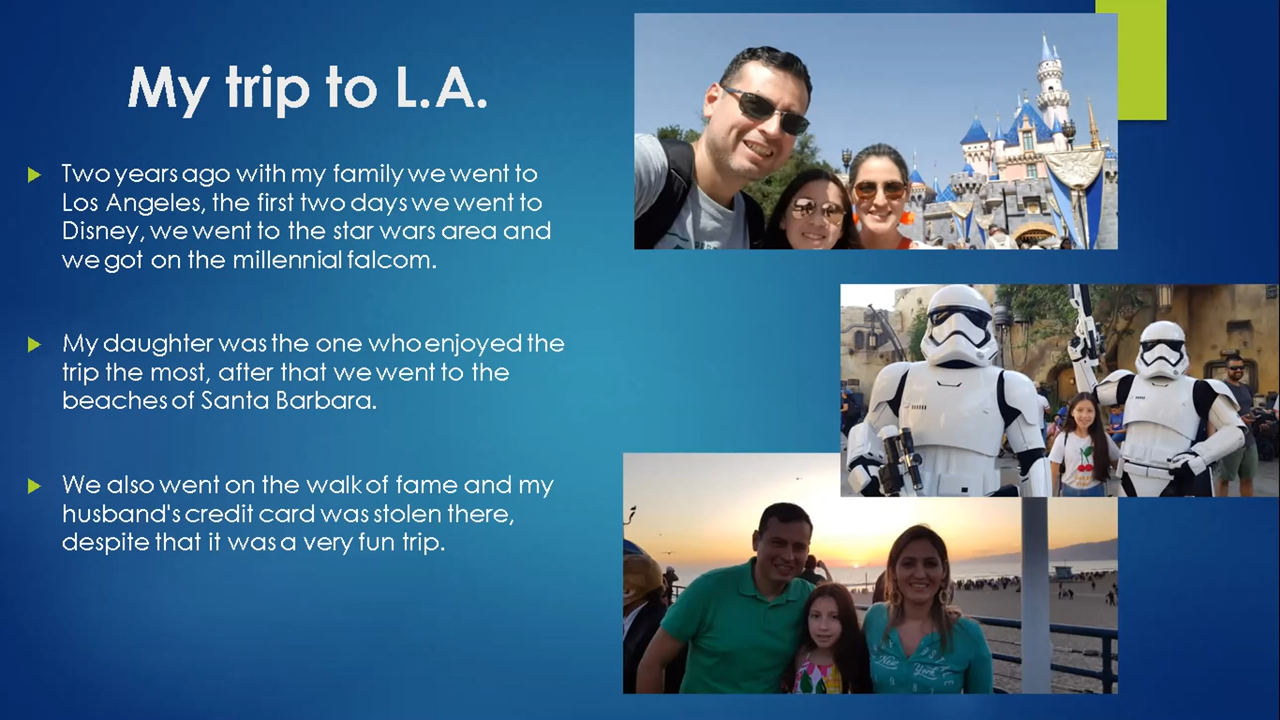 My trip to L.A.
Two years ago with my family we went to
Los Angeles, the first two days we went to
Disney, we went to the star wars area and
we got on the millennial falcom.
My daughter was the one who enjoyed the
trip the most, after that we went to the
beaches of Santa Barbara.
We also went on the walk of fame and my
husband's credit card was stolen there,
despite that it was a very fun trip.
New York